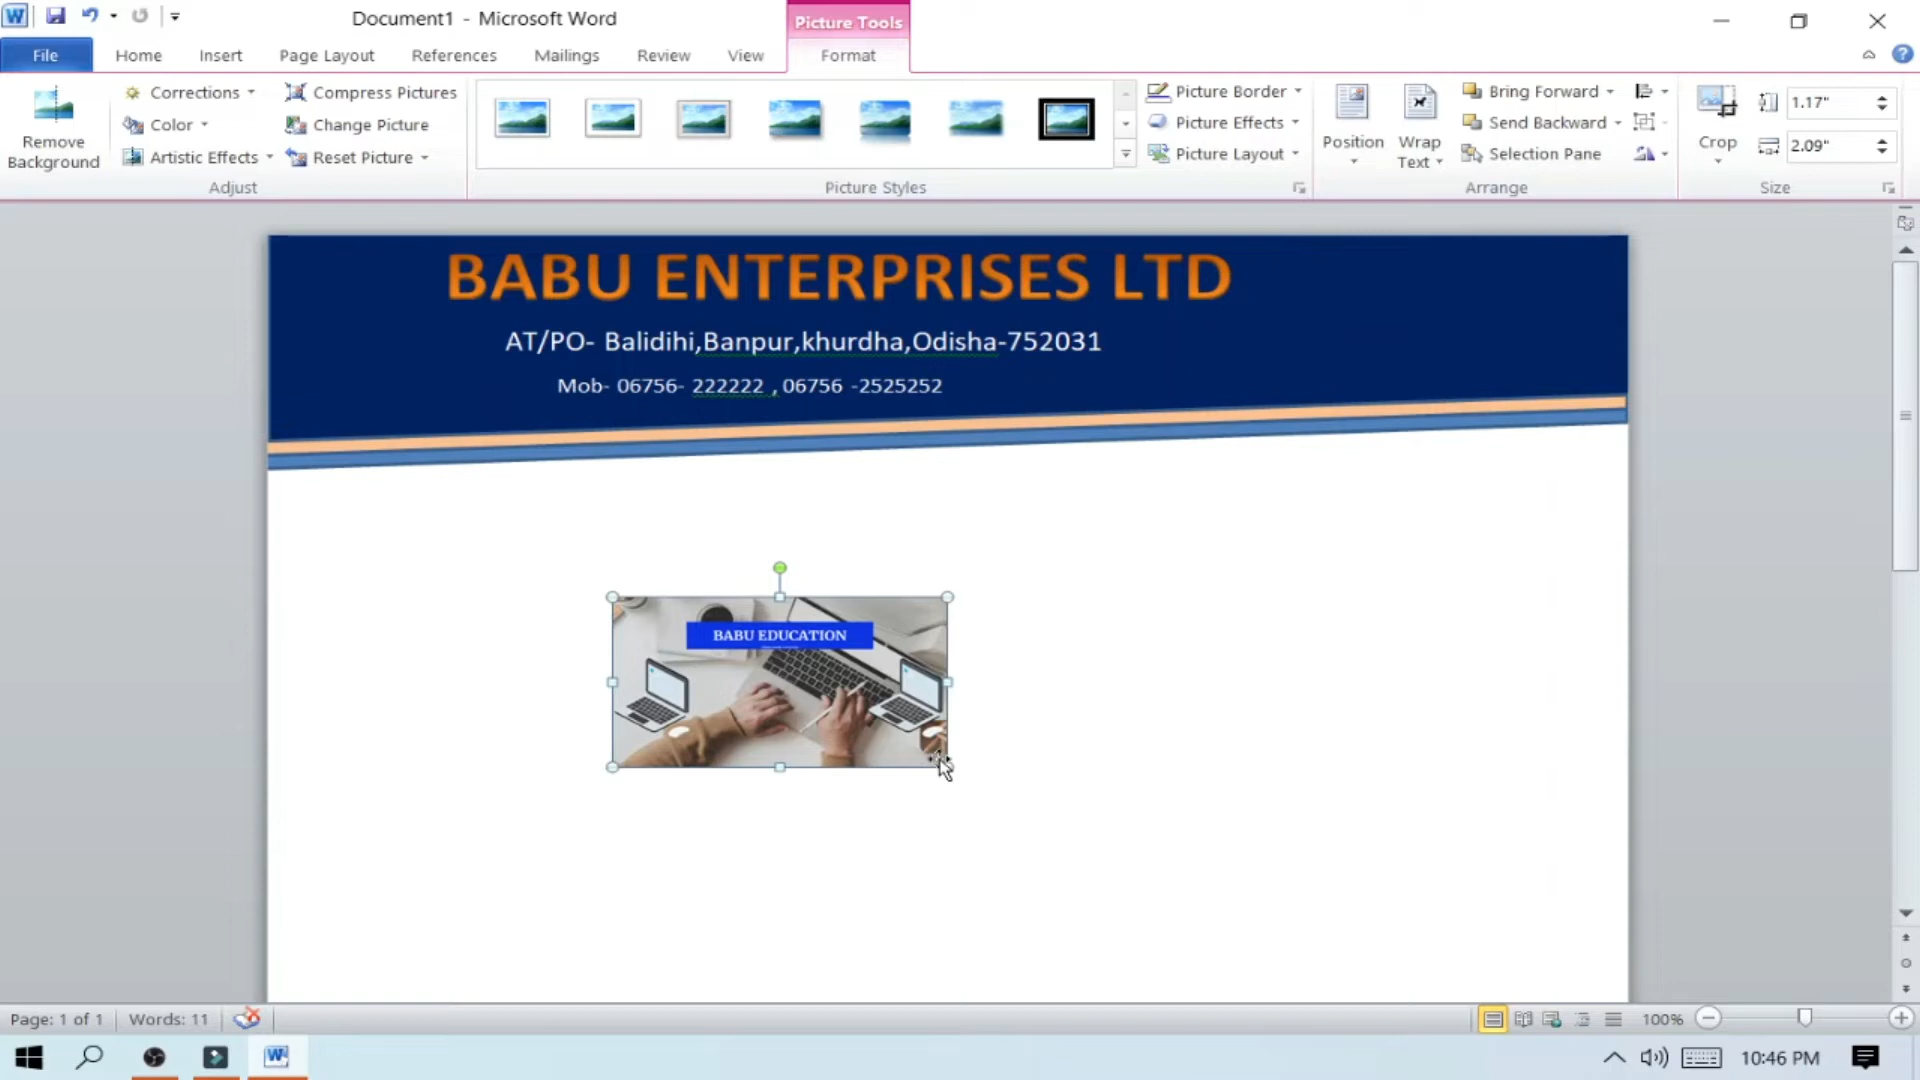 Document1 - Microsoft Word
Picture Tools
File Home Insert Page Layout References Mailings Review View Format
Remove Background
Corrections
Color
Artistic Effects
Compress Pictures
Change Picture
Reset Picture
Adjust
Picture Styles
Picture Border
Picture Effects
Picture Layout
Position
Wrap Text
Bring Forward
Send Backward
Selection Pane
Arrange
Crop
1.17"
2.09"
Size
BABU ENTERPRISES LTD
AT/PO- Balidihi,Banpur,khurdha,Odisha-752031
Mob- 06756- 222222 , 06756 -2525252
BABU EDUCATION
Page: 1 of 1 Words: 11 100%
10:46 PM